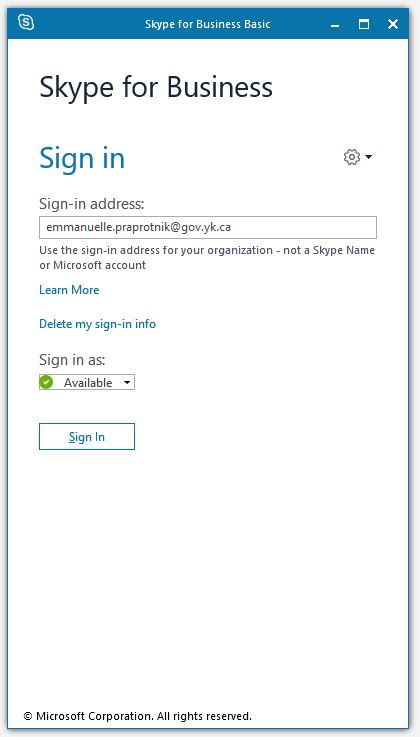 Skype for Business Basic
Skype for Business
Sign in
Sign-in address:
emmanuelle.praprotnik@gov.yk.ca
Use the sign-in address for your organization - not a Skype Name
or Microsoft account
Learn More
Delete my sign-in info
Sign in as:
Available
Sign In
© Microsoft Corporation. All rights reserved.